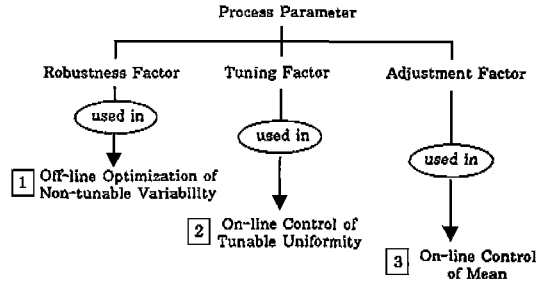 Process Parameter
Robustness Factor
Tuning Factor
Adjustment Factor
used in
used in
used in
1 Off-line Optimization of
Non-tunable Variability
2 On-line Control of
Tunable Uniformity
3 On-line Control
of Mean